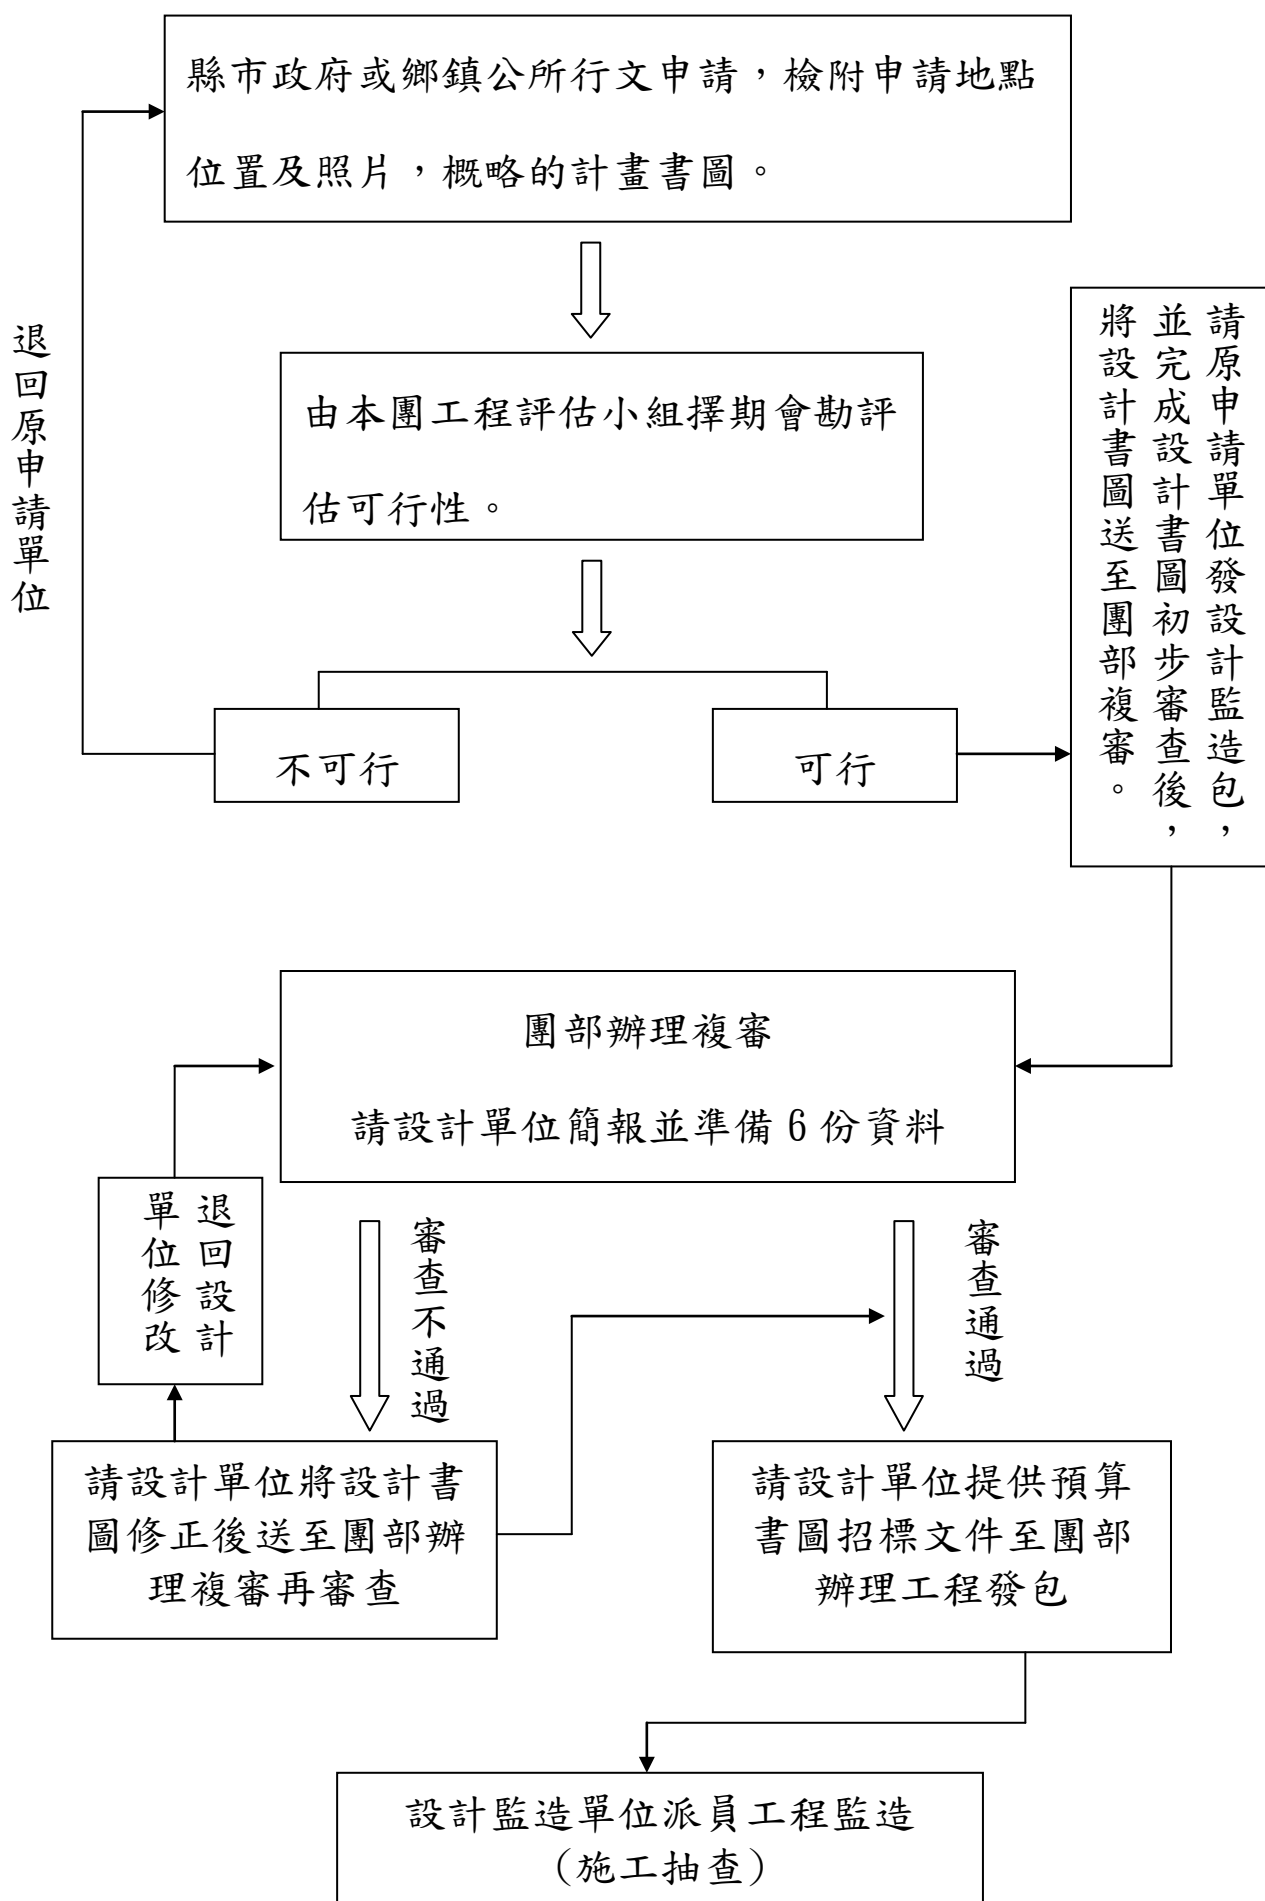 縣市政府或鄉鎮公所行文申請，檢附申請地點
位置及照片，概略的計畫書圖。
退回原申請單位
由本團工程評估小組擇期會勘評
估可行性。
不可行
可行
請原申請單位發設計監造包，
並完成設計書圖初步審查後，
將設計書圖送至團部複審。
團部辦理複審
請設計單位簡報並準備6份資料
退回設計
單位修改
審查不通過
審查通過
請設計單位將設計書
圖修正後送至團部辦
理複審再審查
請設計單位提供預算
書圖招標文件至團部
辦理工程發包
設計監造單位派員工程監造
(施工抽查)